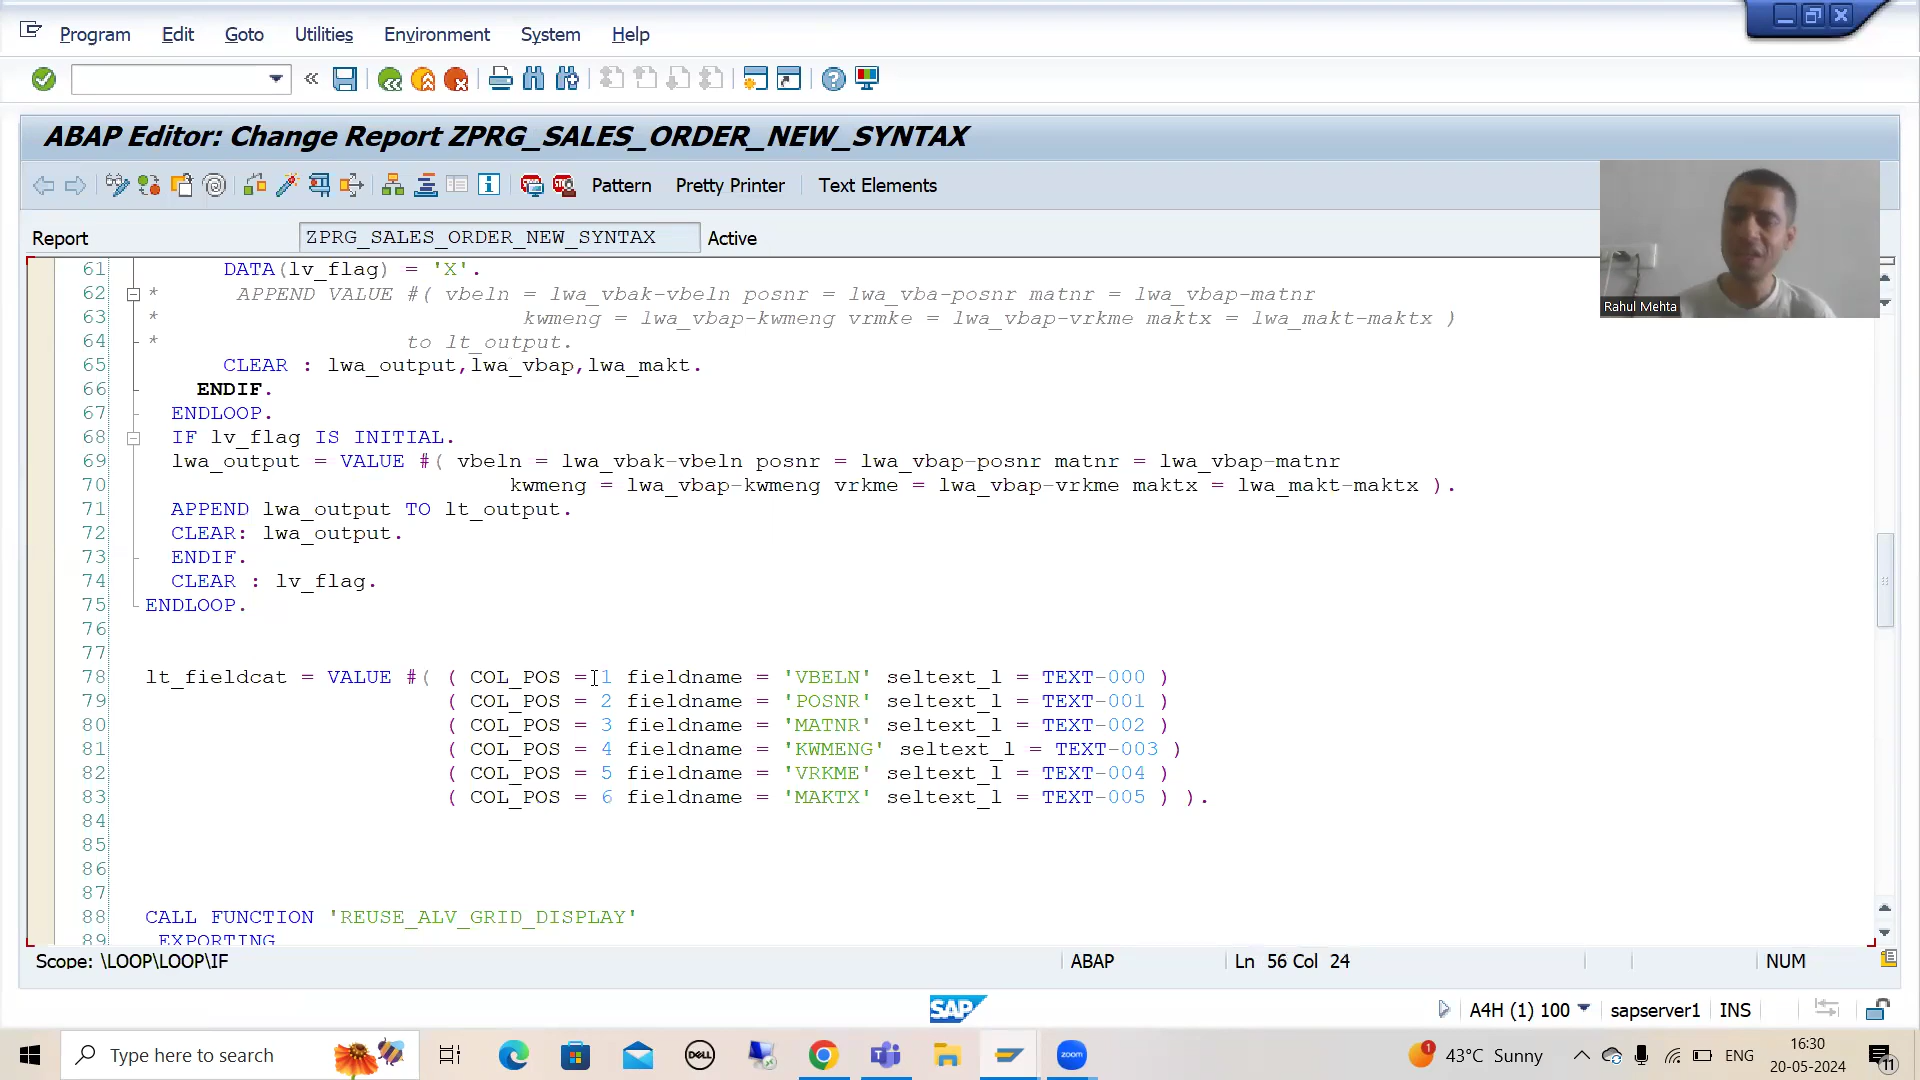 Program Edit Goto Utilities Environment System Help
ABAP Editor: Change Report ZPRG_SALES_ORDER_NEW_SYNTAX
Pattern Pretty Printer Text Elements
Report ZPRG_SALES_ORDER_NEW_SYNTAX Active
Rahul Mehta
61 DATA(lv_flag) = 'X'.
62 * APPEND VALUE #( vbeln = lwa_vbak-vbeln posnr = lwa_vba-posnr matnr = lwa_vbap-matnr
63 * kwmeng = lwa_vbap-kwmeng vrmke = lwa_vbap-vrkme maktx = lwa_makt-maktx )
64 * to lt_output.
65 CLEAR : lwa_output,lwa_vbap,lwa_makt.
66 ENDIF.
67 ENDLOOP.
68 IF lv_flag IS INITIAL.
69 lwa_output = VALUE #( vbeln = lwa_vbak-vbeln posnr = lwa_vbap-posnr matnr = lwa_vbap-matnr
70 kwmeng = lwa_vbap-kwmeng vrkme = lwa_vbap-vrkme maktx = lwa_makt-maktx ).
71 APPEND lwa_output TO lt_output.
72 CLEAR: lwa_output.
73 ENDIF.
74 CLEAR : lv_flag.
75 ENDLOOP.
76
77
78 lt_fieldcat = VALUE #( ( COL_POS = 1 fieldname = 'VBELN' seltext_l = TEXT-000 )
79 ( COL_POS = 2 fieldname = 'POSNR' seltext_l = TEXT-001 )
80 ( COL_POS = 3 fieldname = 'MATNR' seltext_l = TEXT-002 )
81 ( COL_POS = 4 fieldname = 'KWMENG' seltext_l = TEXT-003 )
82 ( COL_POS = 5 fieldname = 'VRKME' seltext_l = TEXT-004 )
83 ( COL_POS = 6 fieldname = 'MAKTX' seltext_l = TEXT-005 ) ).
84
85
86
87
88 CALL FUNCTION 'REUSE_ALV_GRID_DISPLAY'
89 EXPORTING
Scope: \LOOP\LOOP\IF ABAP Ln 56 Col 24 NUM
SAP A4H (1) 100 sapserver1 INS
Type here to search DELL zoom 1 43°C Sunny ENG 16:30 11
20-05-2024